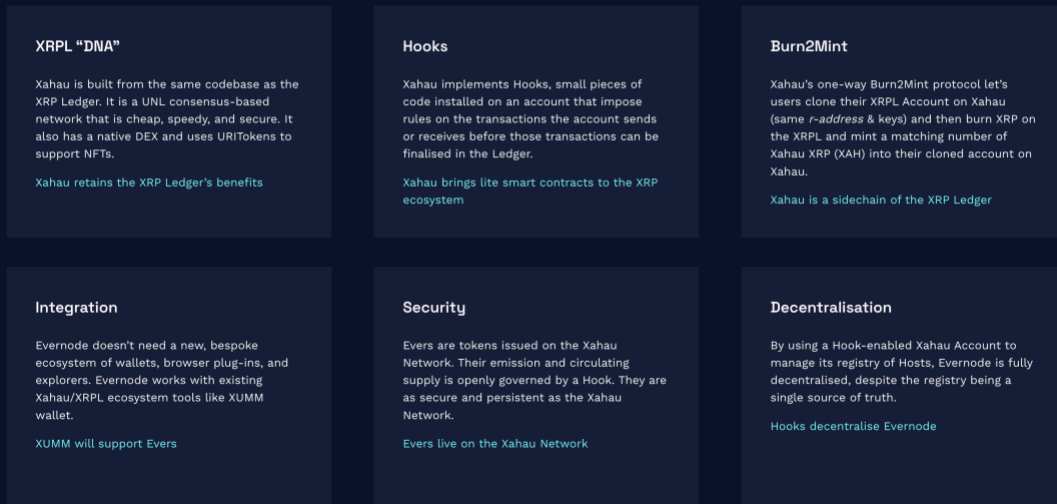 XRPL “DNA”
Xahau is built from the same codebase as the
XRP Ledger. It is a UNL consensus-based
network that is cheap, speedy, and secure. It
also has a native DEX and uses URITokens to
support NFTs.
Xahau retains the XRP Ledger’s benefits
Hooks
Xahau implements Hooks, small pieces of
code installed on an account that impose
rules on the transactions the account sends
or receives before those transactions can be
finalised in the Ledger.
Xahau brings lite smart contracts to the XRP
ecosystem
Burn2Mint
Xahau’s one-way Burn2Mint protocol let’s
users clone their XRPL Account on Xahau
(same r-address & keys) and then burn XRP on
the XRPL and mint a matching number of
Xahau XRP (XAH) into their cloned account on
Xahau.
Xahau is a sidechain of the XRP Ledger
Integration
Evernode doesn’t need a new, bespoke
ecosystem of wallets, browser plug-ins, and
explorers. Evernode works with existing
Xahau/XRPL ecosystem tools like XUMM
wallet.
XUMM will support Evers
Security
Evers are tokens issued on the Xahau
Network. Their emission and circulating
supply is openly governed by a Hook. They are
as secure and persistent as the Xahau
Network.
Evers live on the Xahau Network
Decentralisation
By using a Hook-enabled Xahau Account to
manage its registry of Hosts, Evernode is fully
decentralised, despite the registry being a
single source of truth.
Hooks decentralise Evernode